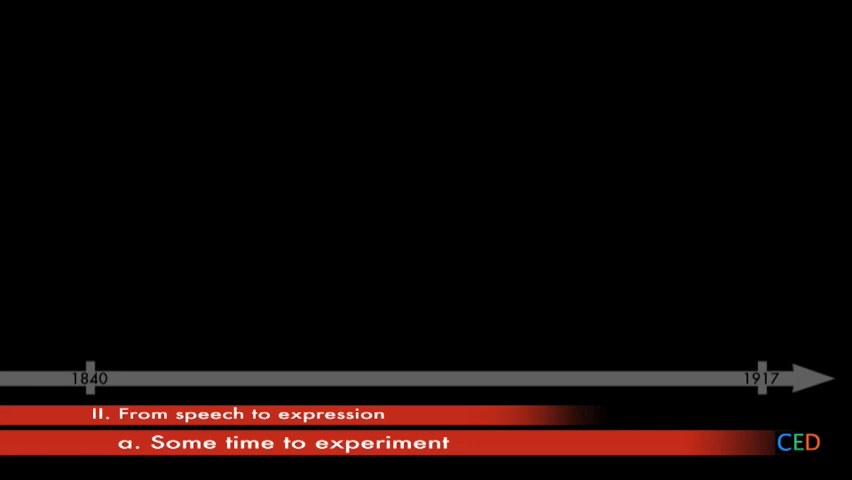 1840 1917
II. From speech to expression
a. Some time to experiment
CED